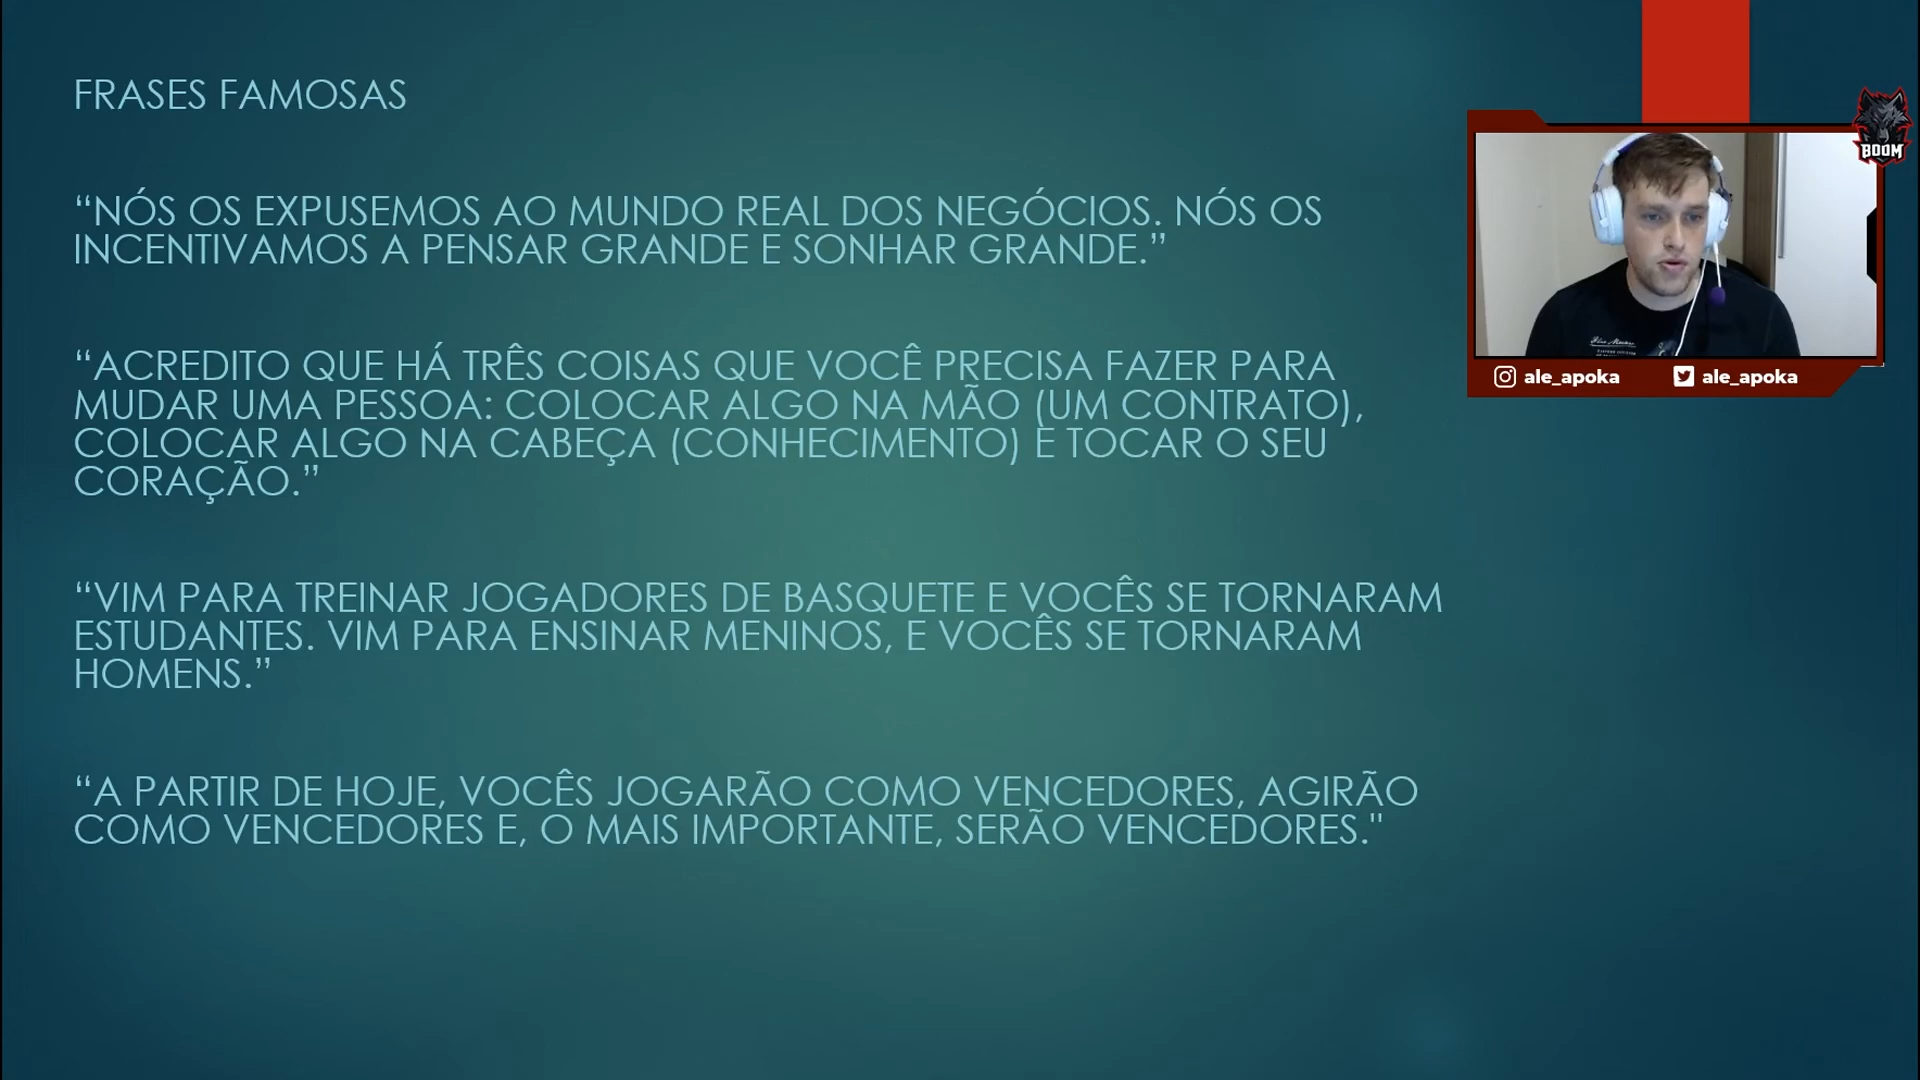 FRASES FAMOSAS
“NÓS OS EXPUSEMOS AO MUNDO REAL DOS NEGÓCIOS. NÓS OS
INCENTIVAMOS A PENSAR GRANDE E SONHAR GRANDE.”
“ACREDITO QUE HÁ TRÊS COISAS QUE VOCÊ PRECISA FAZER PARA
MUDAR UMA PESSOA: COLOCAR ALGO NA MÃO (UM CONTRATO),
COLOCAR ALGO NA CABEÇA (CONHECIMENTO) E TOCAR O SEU
CORAÇÃO.”
“VIM PARA TREINAR JOGADORES DE BASQUETE E VOCÊS SE TORNARAM
ESTUDANTES. VIM PARA ENSINAR MENINOS, E VOCÊS SE TORNARAM
HOMENS.”
“A PARTIR DE HOJE, VOCÊS JOGARÃO COMO VENCEDORES, AGIRÃO
COMO VENCEDORES E, O MAIS IMPORTANTE, SERÃO VENCEDORES."
BOOM
ale_apoka
ale_apoka